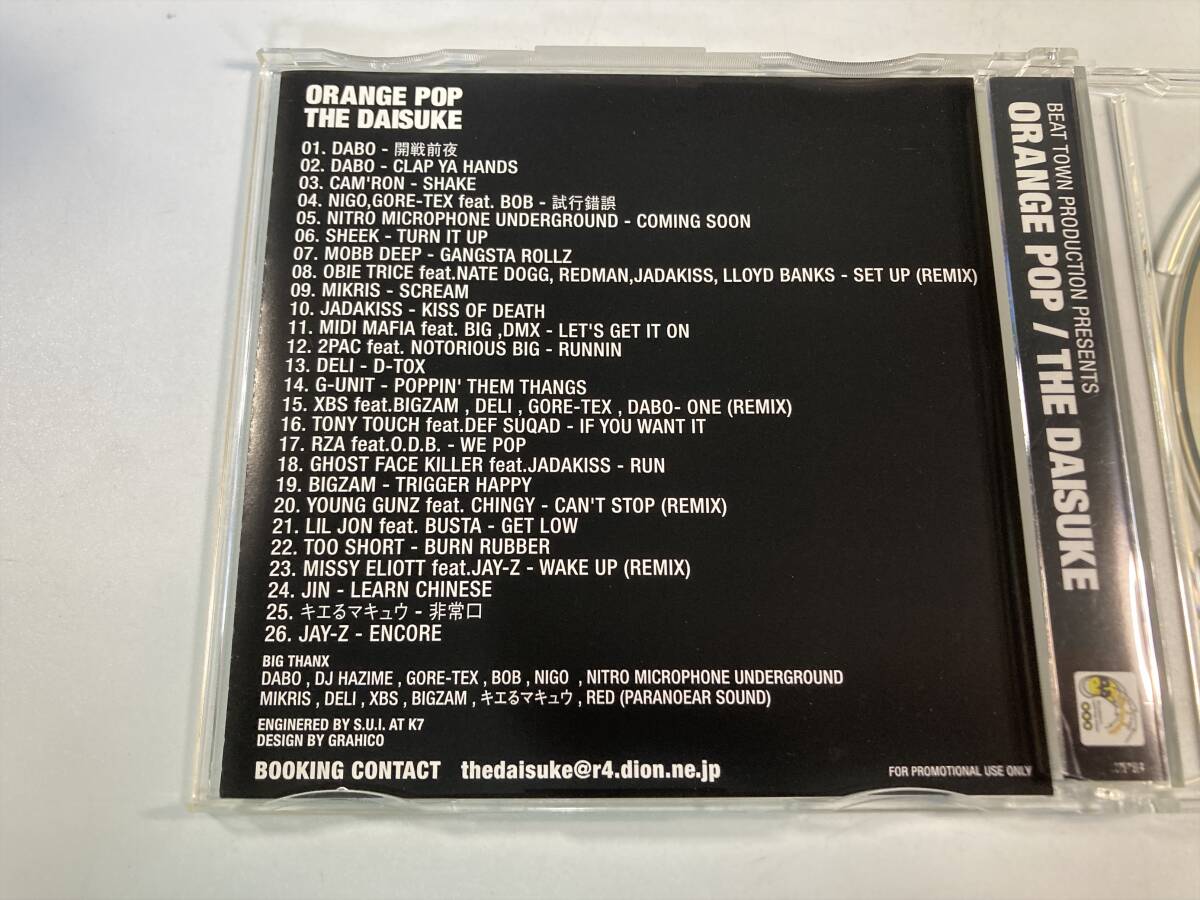 ORANGE POP
THE DAISUKE
01. DABO - 開戦前夜
02. DABO - CLAP YA HANDS
03. CAM'RON - SHAKE
04. NIGO,GORE-TEX feat. BOB - 試行錯誤
05. NITRO MICROPHONE UNDERGROUND - COMING SOON
06. SHEEK - TURN IT UP
07. MOBB DEEP - GANGSTA ROLLZ
08. OBIE TRICE feat.NATE DOGG, REDMAN,JADAKISS, LLOYD BANKS - SET UP (REMIX)
09. MIKRIS - SCREAM
10. JADAKISS - KISS OF DEATH
11. MIDI MAFIA feat. BIG ,DMX - LET'S GET IT ON
12. 2PAC feat. NOTORIOUS BIG - RUNNIN
13. DELI - D-TOX
14. G-UNIT - POPPIN' THEM THANGS
15. XBS feat.BIGZAM , DELI , GORE-TEX , DABO- ONE (REMIX)
16. TONY TOUCH feat.DEF SUQAD - IF YOU WANT IT
17. RZA feat.O.D.B. - WE POP
18. GHOST FACE KILLER feat.JADAKISS - RUN
19. BIGZAM - TRIGGER HAPPY
20. YOUNG GUNZ feat. CHINGY - CAN'T STOP (REMIX)
21. LIL JON feat. BUSTA - GET LOW
22. TOO SHORT - BURN RUBBER
23. MISSY ELIOTT feat.JAY-Z - WAKE UP (REMIX)
24. JIN - LEARN CHINESE
25. キエるマキュウ - 非常口
26. JAY-Z - ENCORE
BIG THANX
DABO , DJ HAZIME , GORE-TEX , BOB , NIGO , NITRO MICROPHONE UNDERGROUND
MIKRIS , DELI , XBS , BIGZAM , キエるマキュウ , RED (PARANOEAR SOUND)
ENGINERED BY S.U.I. AT K7
DESIGN BY GRAHICO
BOOKING CONTACT thedaisuke@r4.dion.ne.jp
FOR PROMOTIONAL USE ONLY
BEAT TOWN PRODUCTION PRESENTS
ORANGE POP / THE DAISUKE